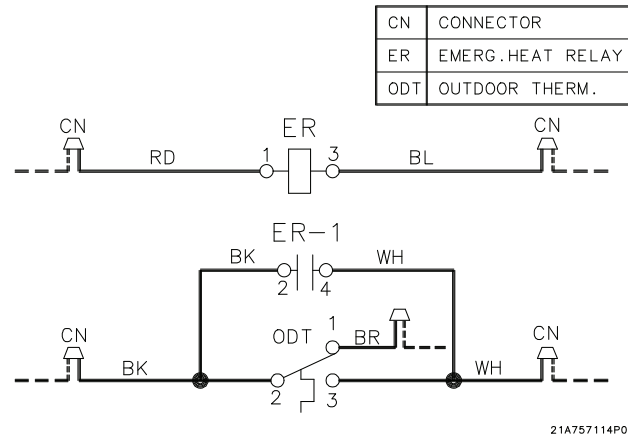 CN CONNECTOR
ER EMERG.HEAT RELAY
ODT OUTDOOR THERM.
CN ER CN
RD 1 3 BL
ER-1
BK WH
2 4
CN ODT 1 BR CN
BK 2 3 WH
21A757114P0